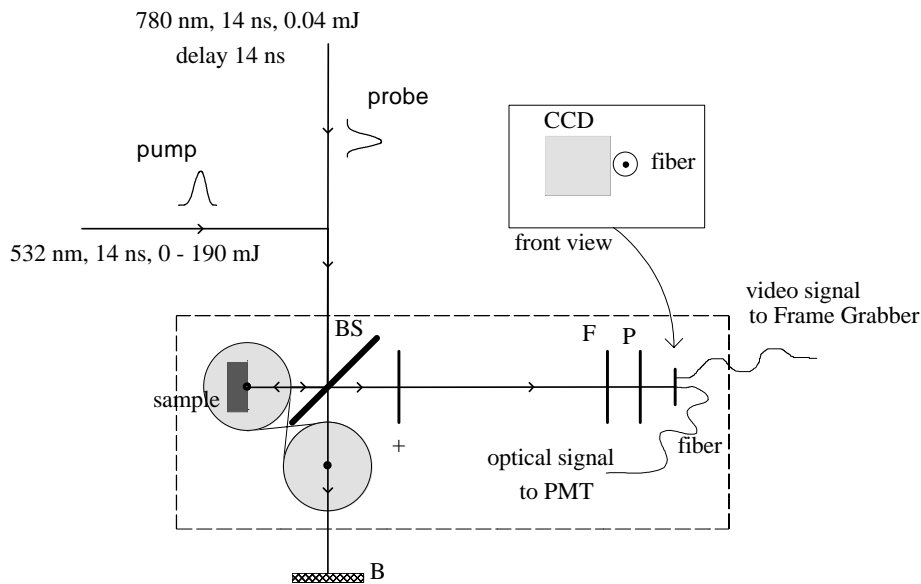 780 nm, 14 ns, 0.04 mJ
delay 14 ns
probe
pump
532 nm, 14 ns, 0 - 190 mJ
CCD
fiber
front view
video signal
to Frame Grabber
BS
F
P
sample
+
optical signal
to PMT
fiber
B